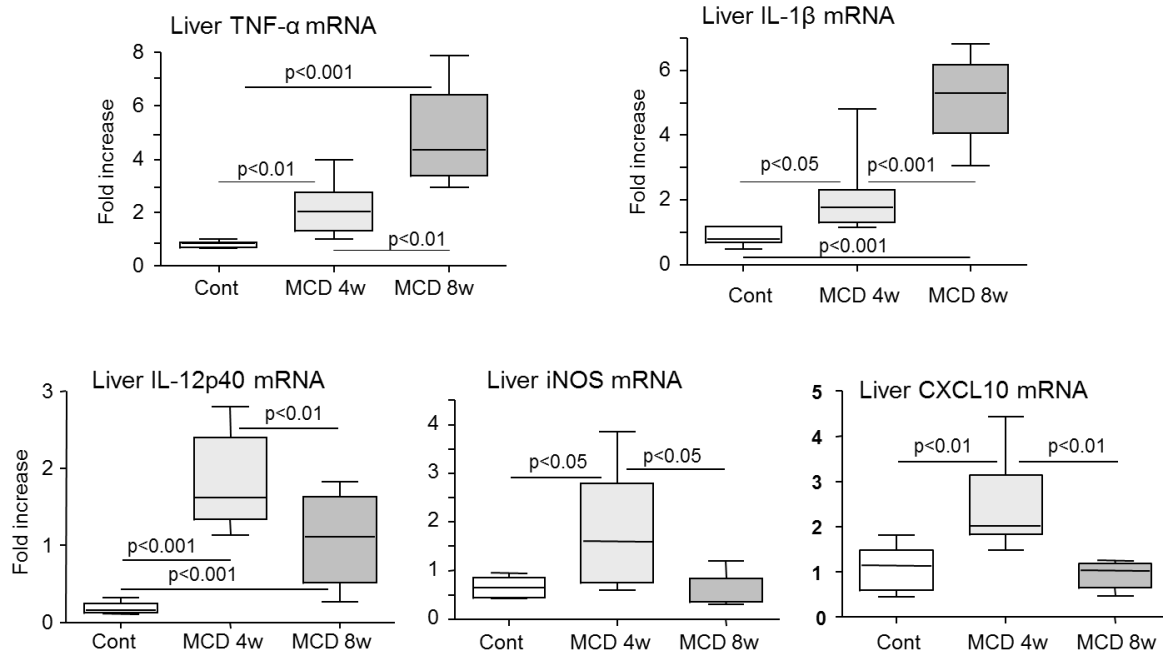 Liver TNF-α mRNA
Fold increase
8
6
4
2
0
p<0.001
p<0.01
p<0.01
Cont MCD 4w MCD 8w
Liver IL-1β mRNA
Fold increase
6
4
2
0
p<0.05 p<0.001
p<0.001
Cont MCD 4w MCD 8w
Liver IL-12p40 mRNA
Fold increase
3
2
1
0
p<0.01
p<0.001
p<0.001
Cont MCD 4w MCD 8w
Liver iNOS mRNA
4
3
2
1
0
p<0.05 p<0.05
Cont MCD 4w MCD 8w
Liver CXCL10 mRNA
5
4
3
2
1
0
p<0.01 p<0.01
Cont MCD 4w MCD 8w